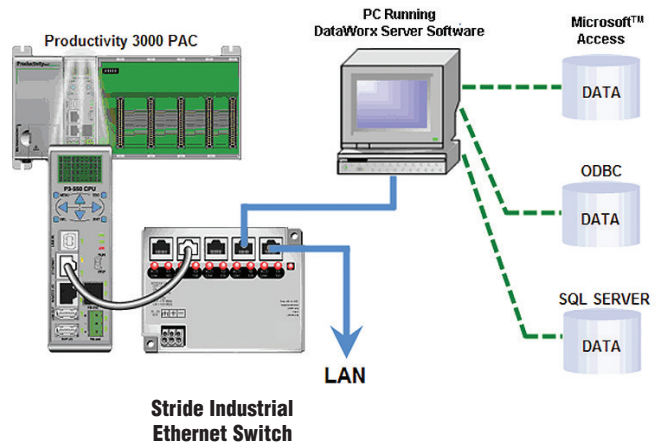 Productivity 3000 PAC
PC Running
DataWorx Server Software
Microsoft™
Access
DATA
ODBC
DATA
SQL SERVER
DATA
P3-550 CPU
LAN
Stride Industrial
Ethernet Switch